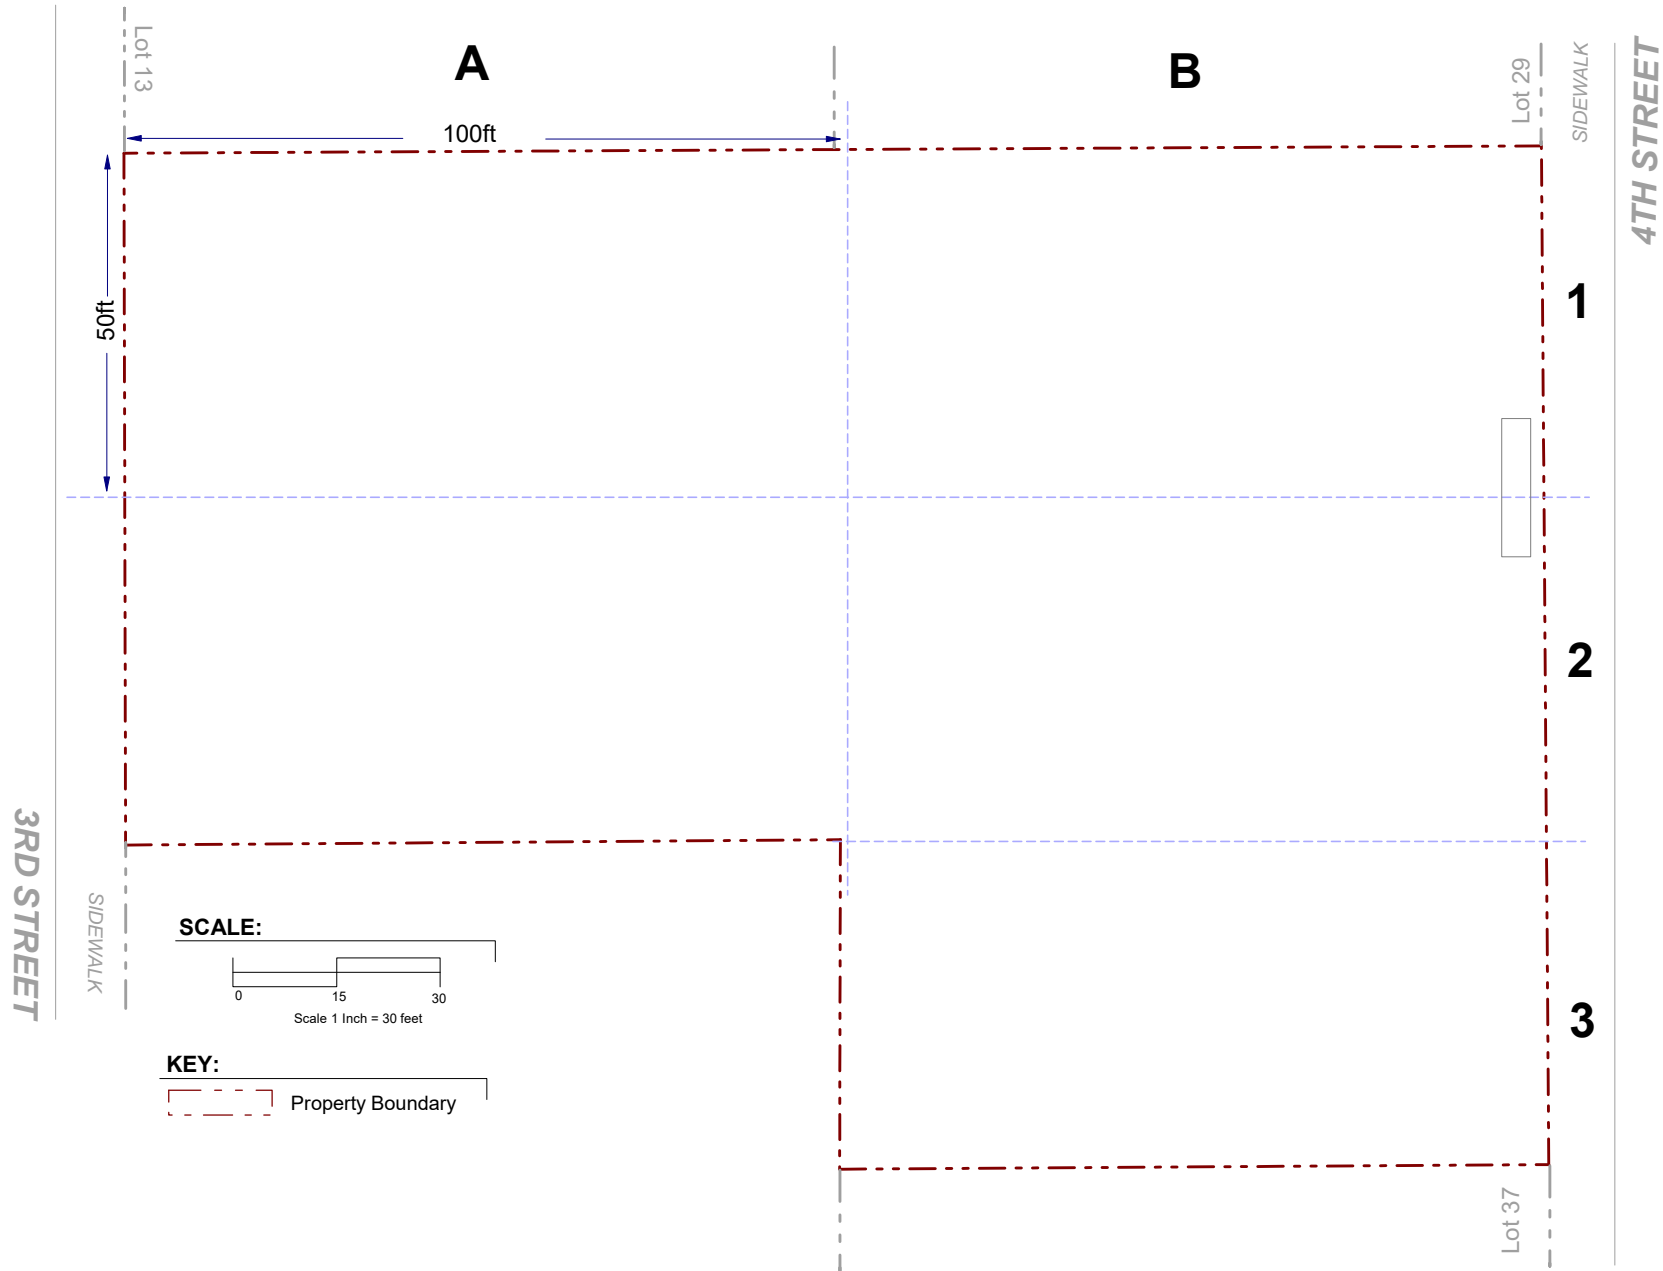 Lot 13
A
B
Lot 29
SIDEWALK
4TH STREET
100ft
50ft
1
2
3
3RD STREET
SIDEWALK
SCALE:
0 15 30
Scale 1 Inch = 30 feet
KEY:
Property Boundary
Lot 37